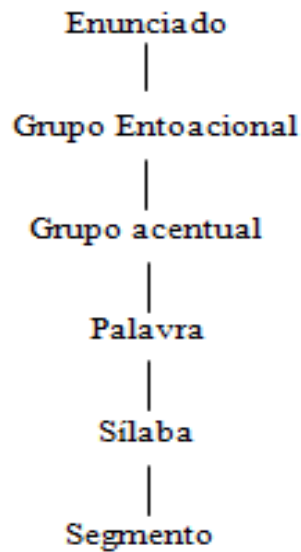 Enunciado
Grupo Entoacional
Grupo acentual
Palavra
Sílaba
Segmento